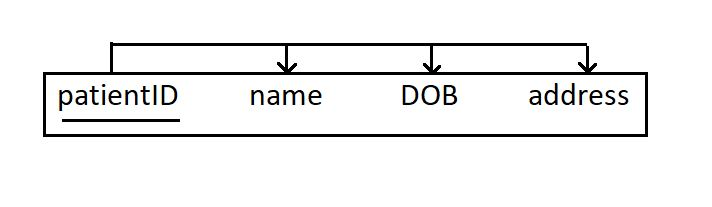 patientID name DOB address